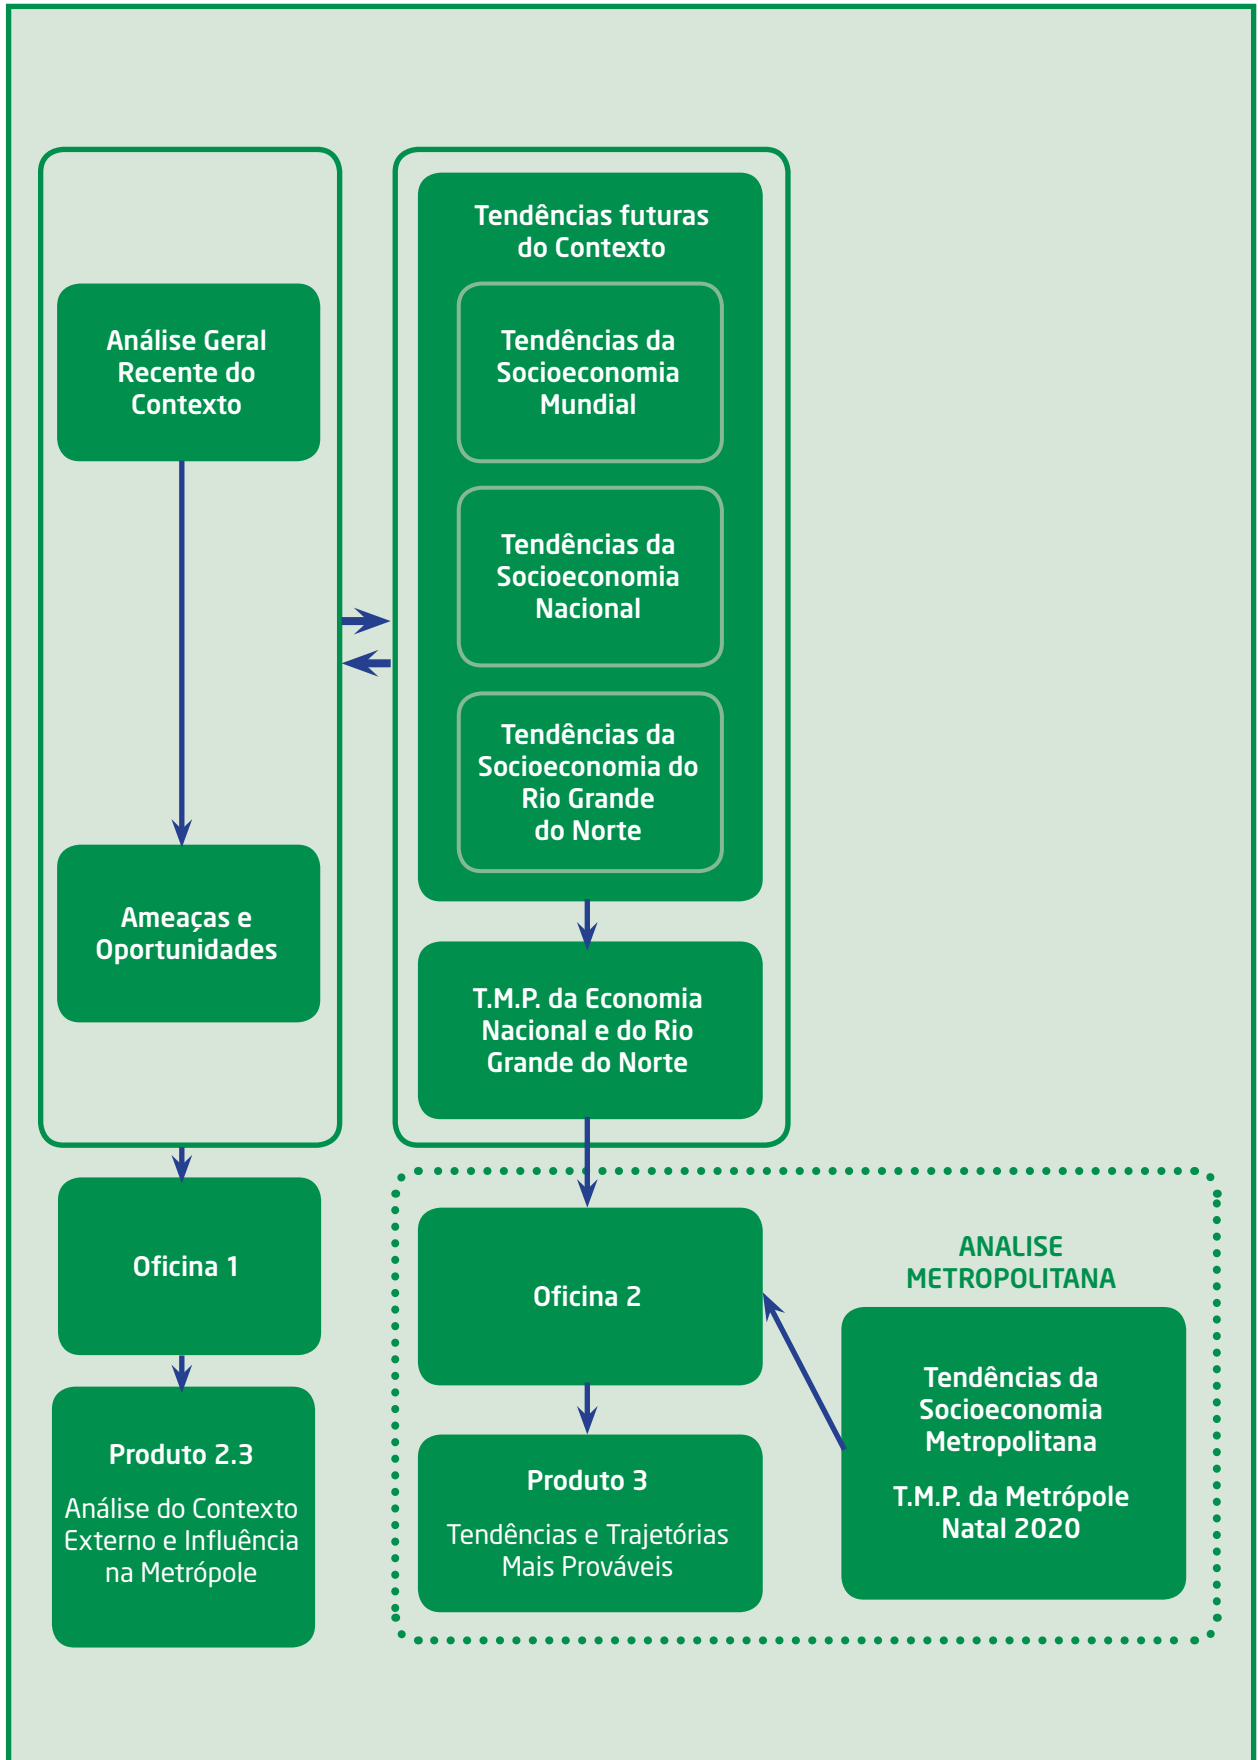 Análise Geral
Recente do
Contexto
Ameaças e
Oportunidades
Oficina 1
Produto 2.3
Análise do Contexto
Externo e Influência
na Metrópole
Tendências futuras
do Contexto
Tendências da
Socioeconomia
Mundial
Tendências da
Socioeconomia
Nacional
Tendências da
Socioeconomia do
Rio Grande
do Norte
T.M.P. da Economia
Nacional e do Rio
Grande do Norte
Oficina 2
Produto 3
Tendências e Trajetórias
Mais Prováveis
ANALISE
METROPOLITANA
Tendências da
Socioeconomia
Metropolitana
T.M.P. da Metrópole
Natal 2020